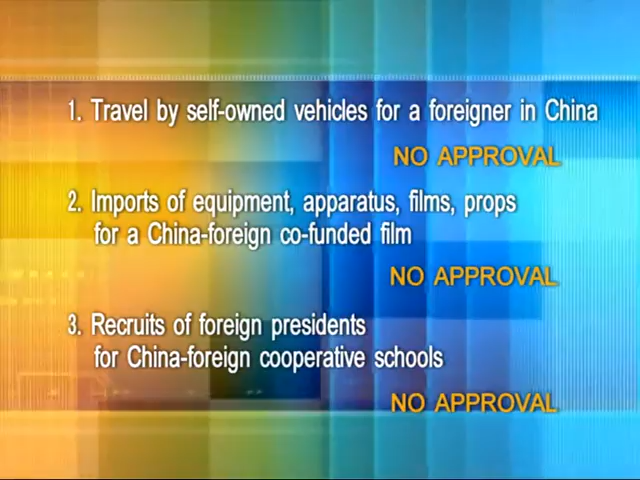 1. Travel by self-owned vehicles for a foreigner in China
NO APPROVAL
2. Imports of equipment, apparatus, films, props
for a China-foreign co-funded film
NO APPROVAL
3. Recruits of foreign presidents
for China-foreign cooperative schools
NO APPROVAL